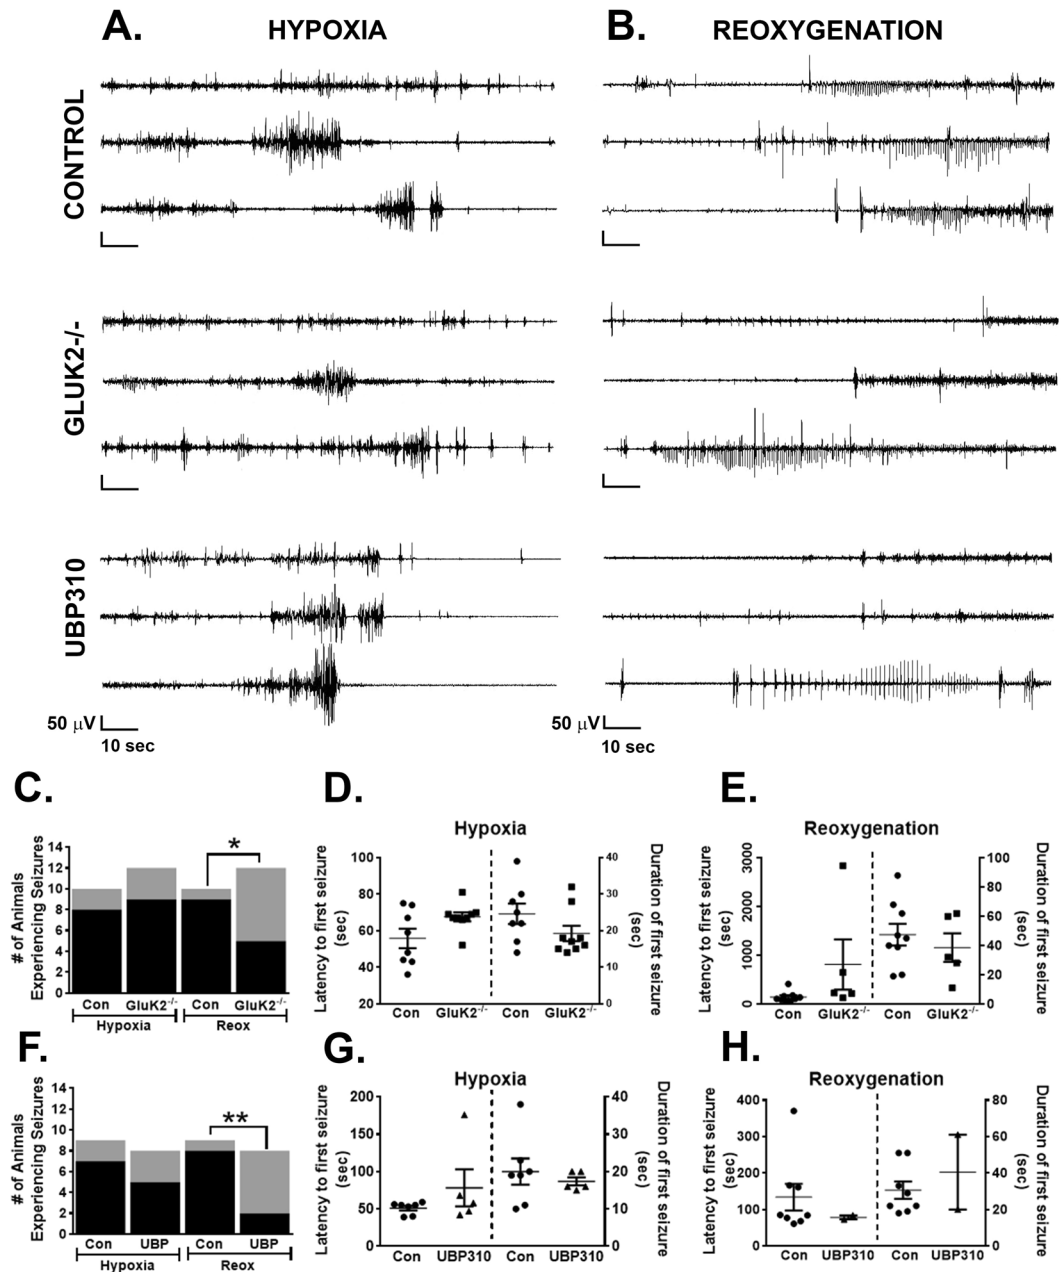 A. HYPOXIA
B. REOXYGENATION
CONTROL
GLUK2-/-
UBP310
50 μV
10 sec
50 μV
10 sec
C.
# of Animals
Experiencing Seizures
14
12
10
8
6
4
2
0
*
Con GluK2-/- Con GluK2-/-
Hypoxia Reox
D.
Hypoxia
Latency to first seizure
(sec)
100
80
60
40
20
40
30
20
10
0
Duration of first seizure
(sec)
Con GluK2-/- Con GluK2-/-
E.
Reoxygenation
Latency to first seizure
(sec)
3000
2000
1000
0
100
80
60
40
20
0
Duration of first seizure
(sec)
Con GluK2-/- Con GluK2-/-
F.
# of Animals
Experiencing Seizures
14
12
10
8
6
4
2
0
**
Con UBP Con UBP
Hypoxia Reox
G.
Hypoxia
Latency to first seizure
(sec)
200
150
100
50
0
40
30
20
10
0
Duration of first seizure
(sec)
Con UBP310 Con UBP310
H.
Reoxygenation
Latency to first seizure
(sec)
400
300
200
100
0
80
60
40
20
0
Duration of first seizure
(sec)
Con UBP310 Con UBP310